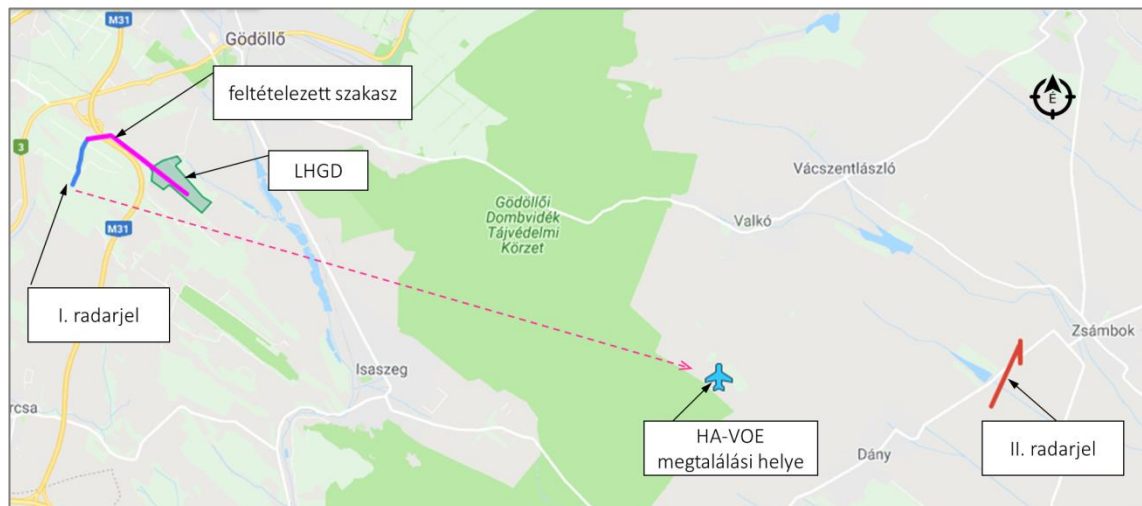 M31
Gödöllő
feltételezett szakasz
É
3
LHGD
Vácszentlászló
Gödöllői
Dombvidék
Tájvédelmi
Körzet
Valkó
M31
I. radarjel
Zsámbok
Isaszeg
rcsa
HA-VOE
megtalálási helye
Dány
II. radarjel